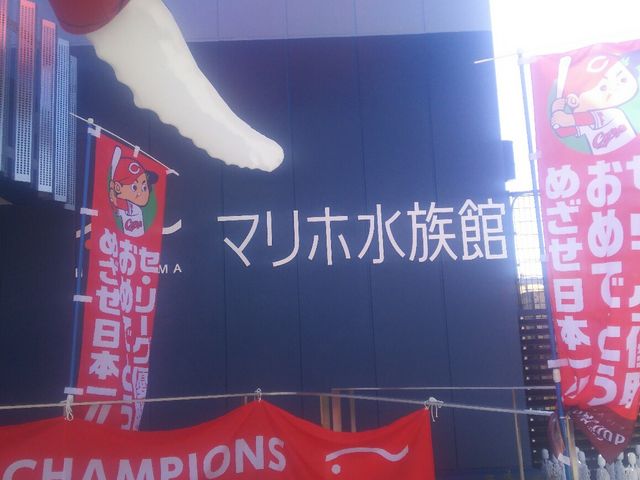 マリホ水族館
セ・リーグ優勝
おめでとう
めざせ日本一!!
おめでとう
めざせ日本一!!
CHAMPIONS